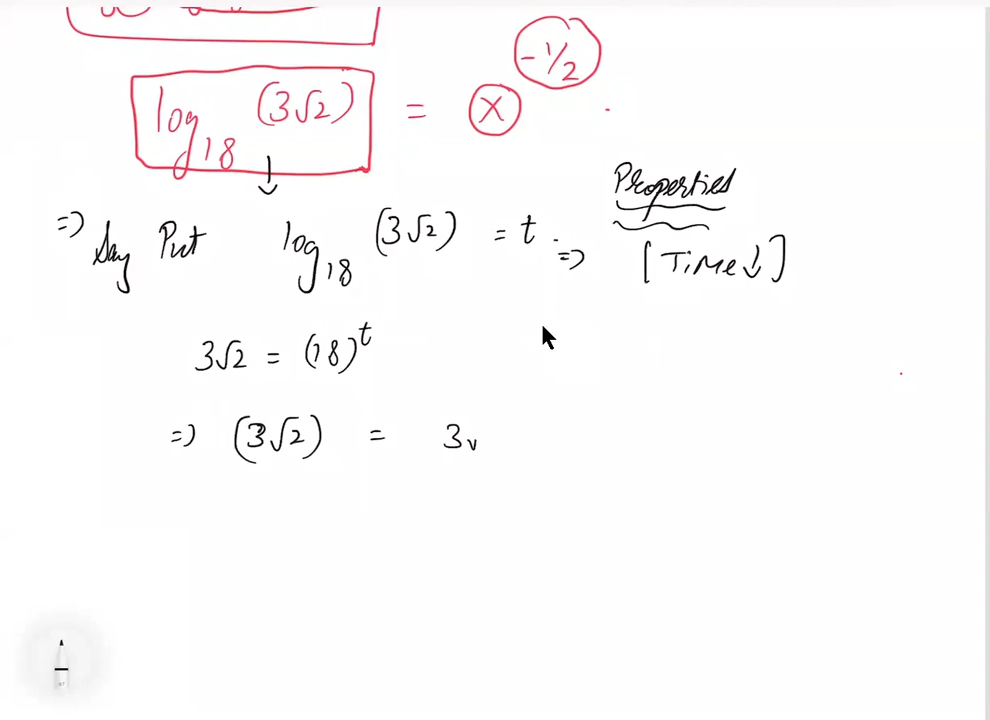 log₁₈ (3√2) = x^(-1/2)
Properties
=> Say Put log₁₈ (3√2) = t. => [TiMe↓]
3√2 = (18)^t
=> (3√2) = 3